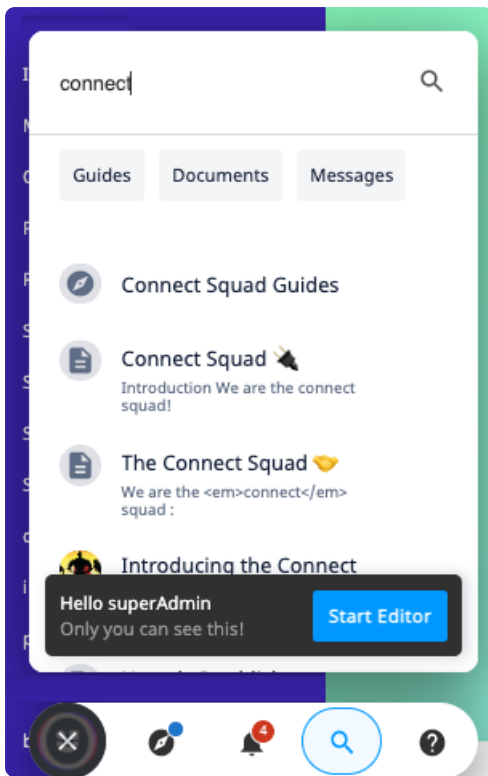 connect
Guides Documents Messages
Connect Squad Guides
Connect Squad 🔌
Introduction We are the connect
squad!
The Connect Squad 🤝
We are the <em>connect</em>
squad :
Introducing the Connect
Hello superAdmin
Only you can see this!
Start Editor
4